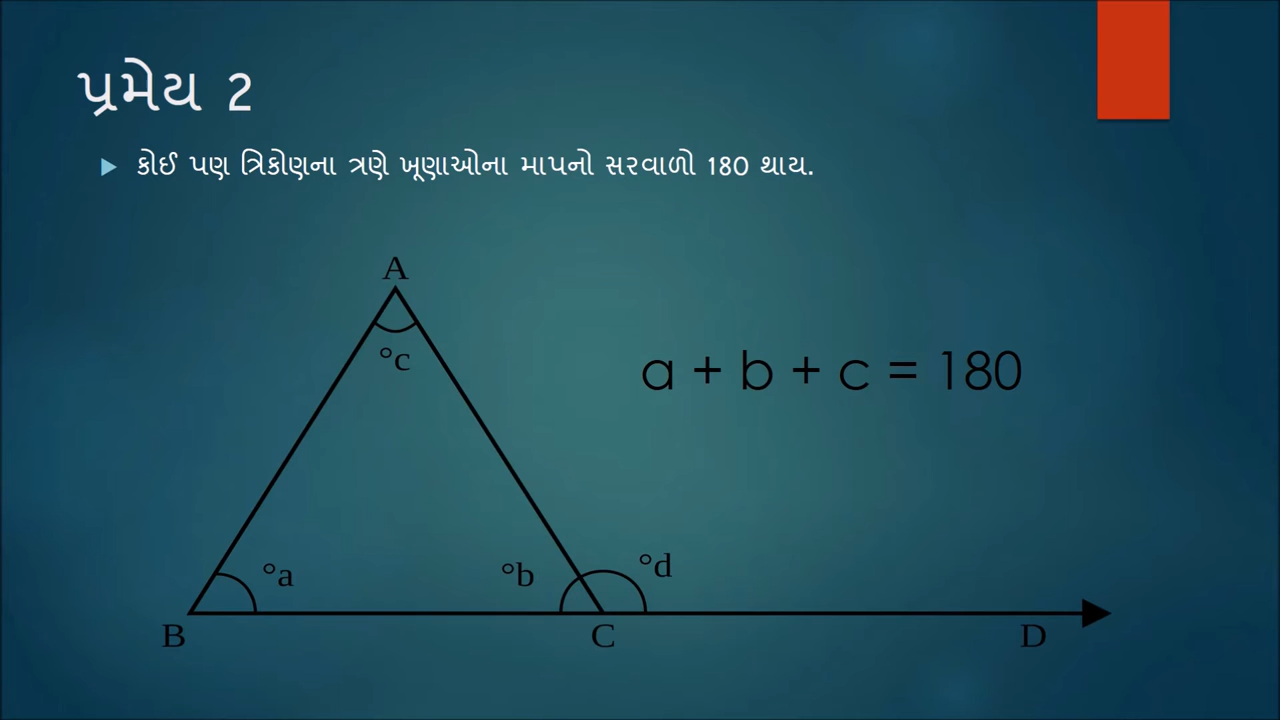 પ્રમેય 2
કોઈ પણ ત્રિકોણના ત્રણે ખૂણાઓના માપનો સરવાળો 180 થાય.
A
°c
a + b + c = 180
°a
°b
°d
B
C
D